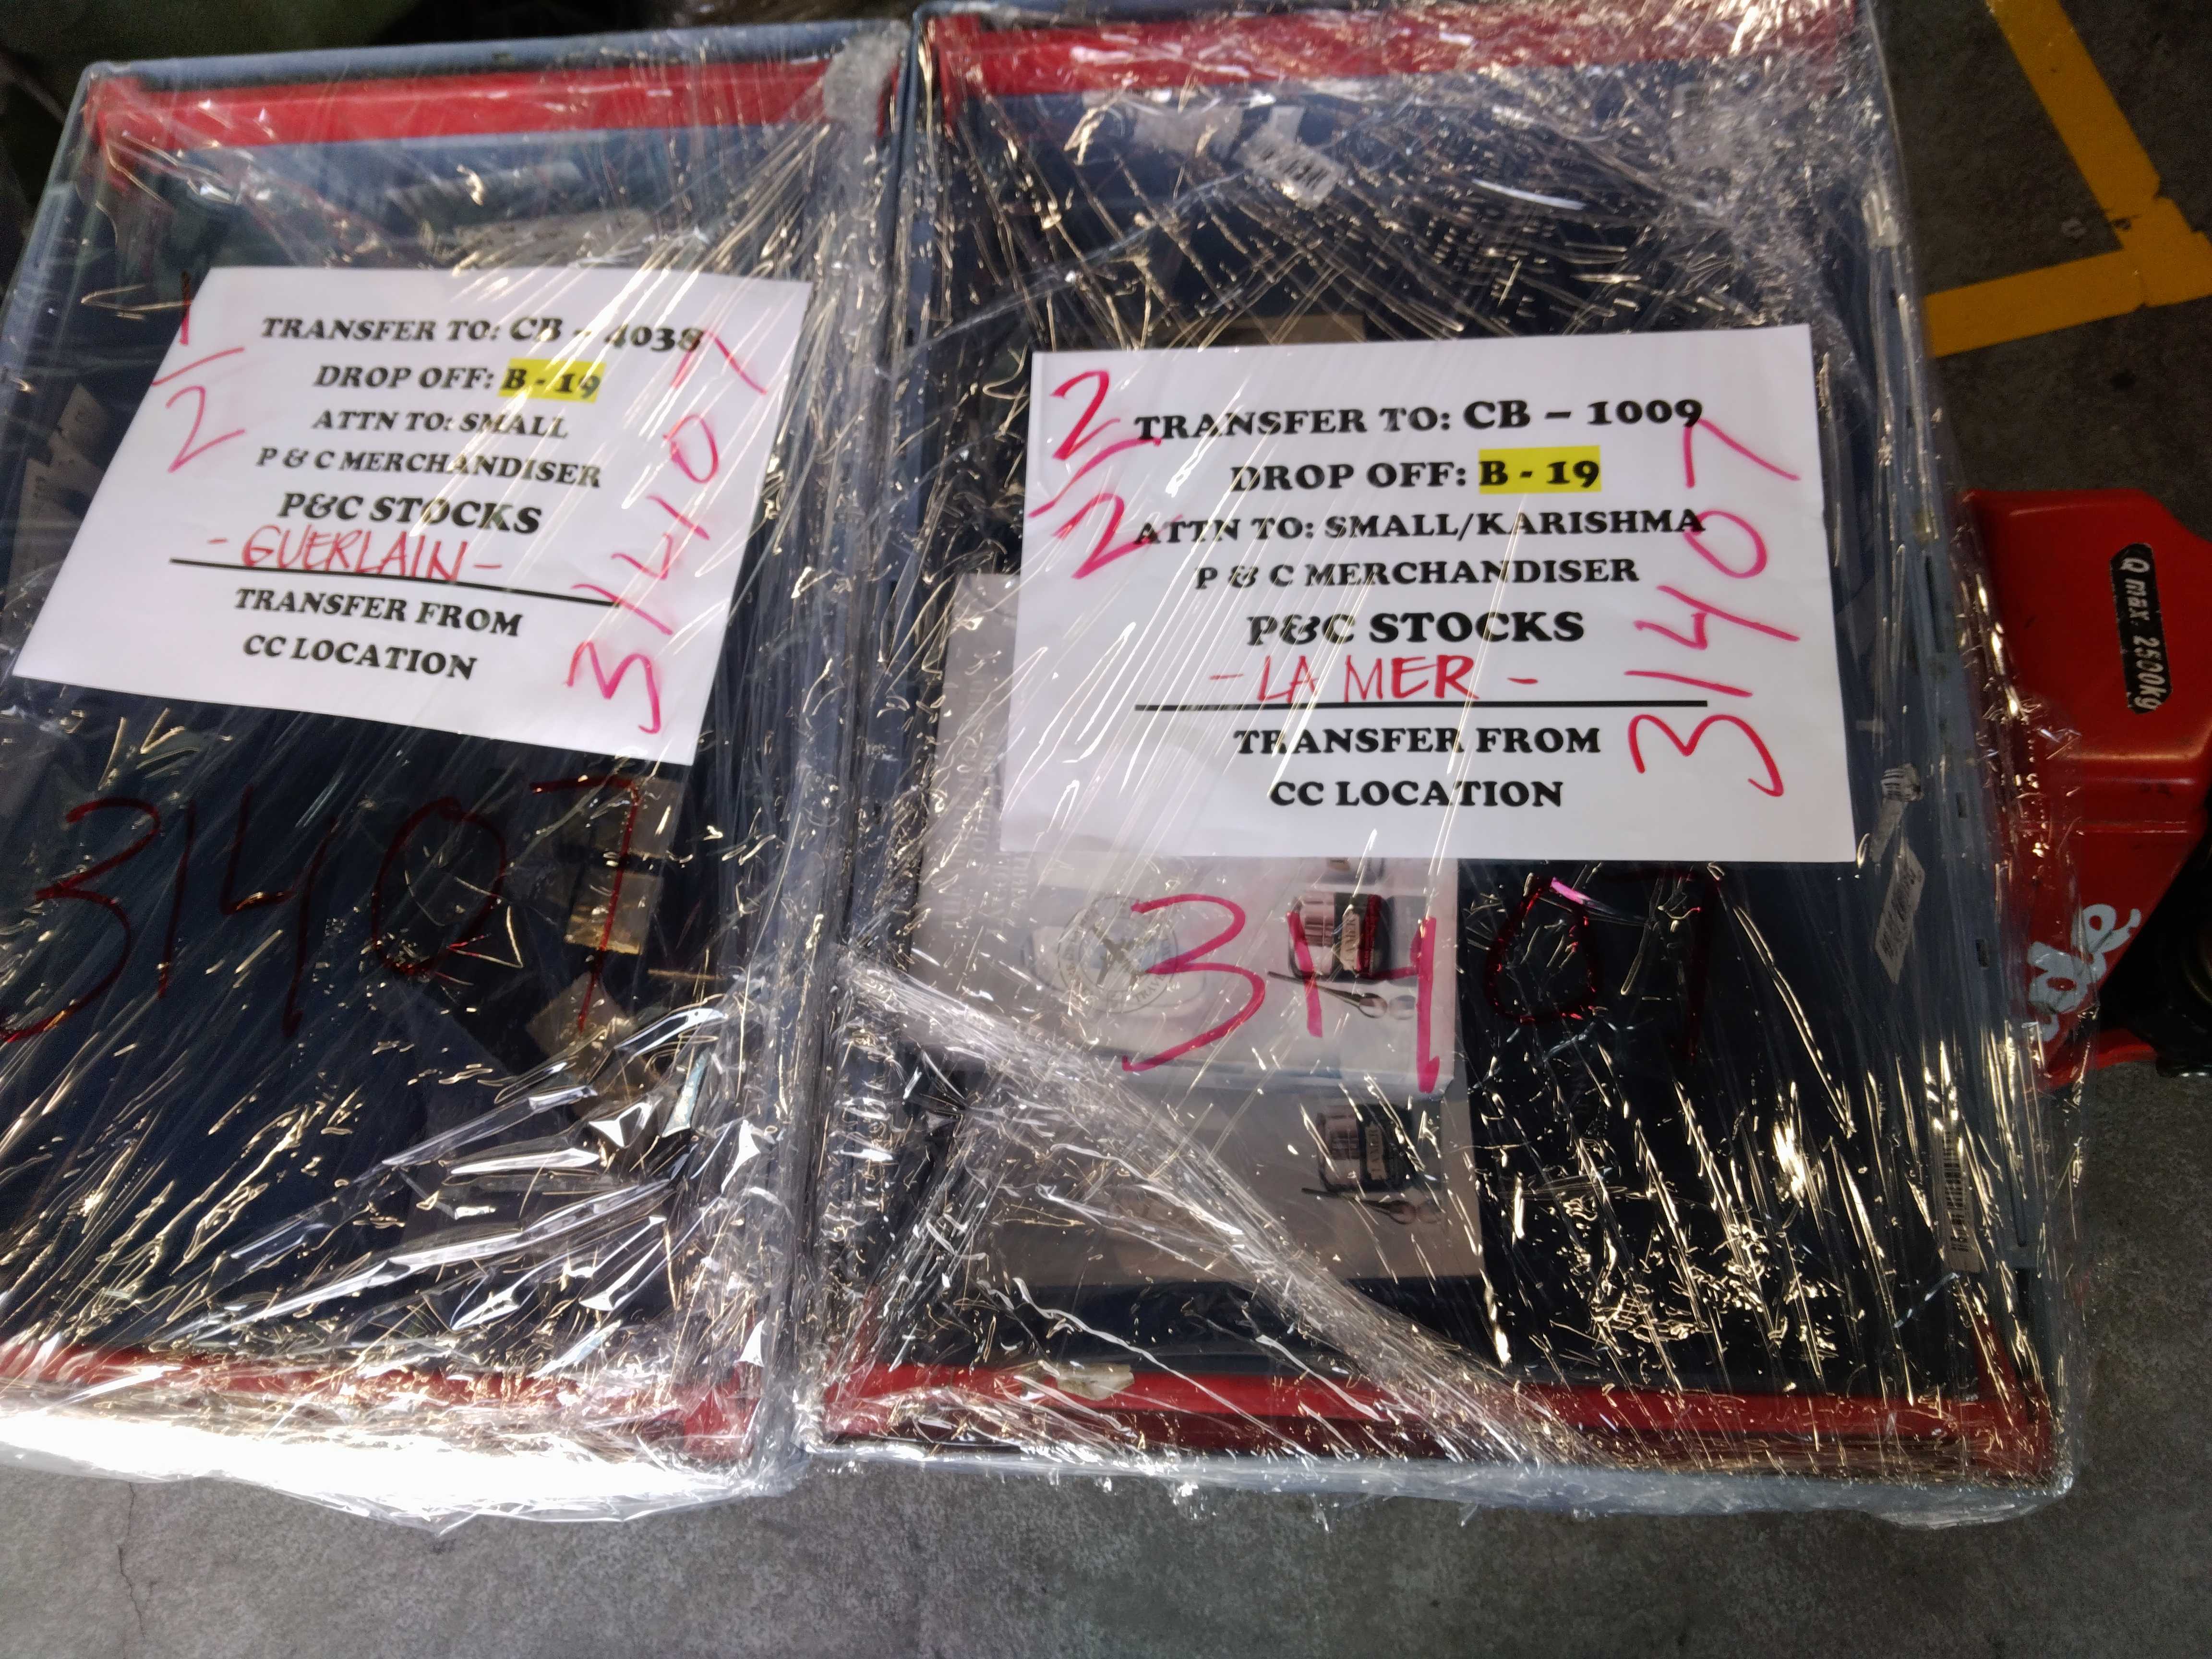 1
2
TRANSFER TO: CB - 4038
DROP OFF: B - 19
ATTN TO: SMALL
P & C MERCHANDISER
P&C STOCKS
- GUERLAIN -
TRANSFER FROM
CC LOCATION
31407
31407
2
2
TRANSFER TO: CB – 1009
DROP OFF: B - 19
ATTN TO: SMALL/KARISHMA
P & C MERCHANDISER
P&C STOCKS
- LA MER -
TRANSFER FROM
CC LOCATION
31407
31407
Q max. 2500kg